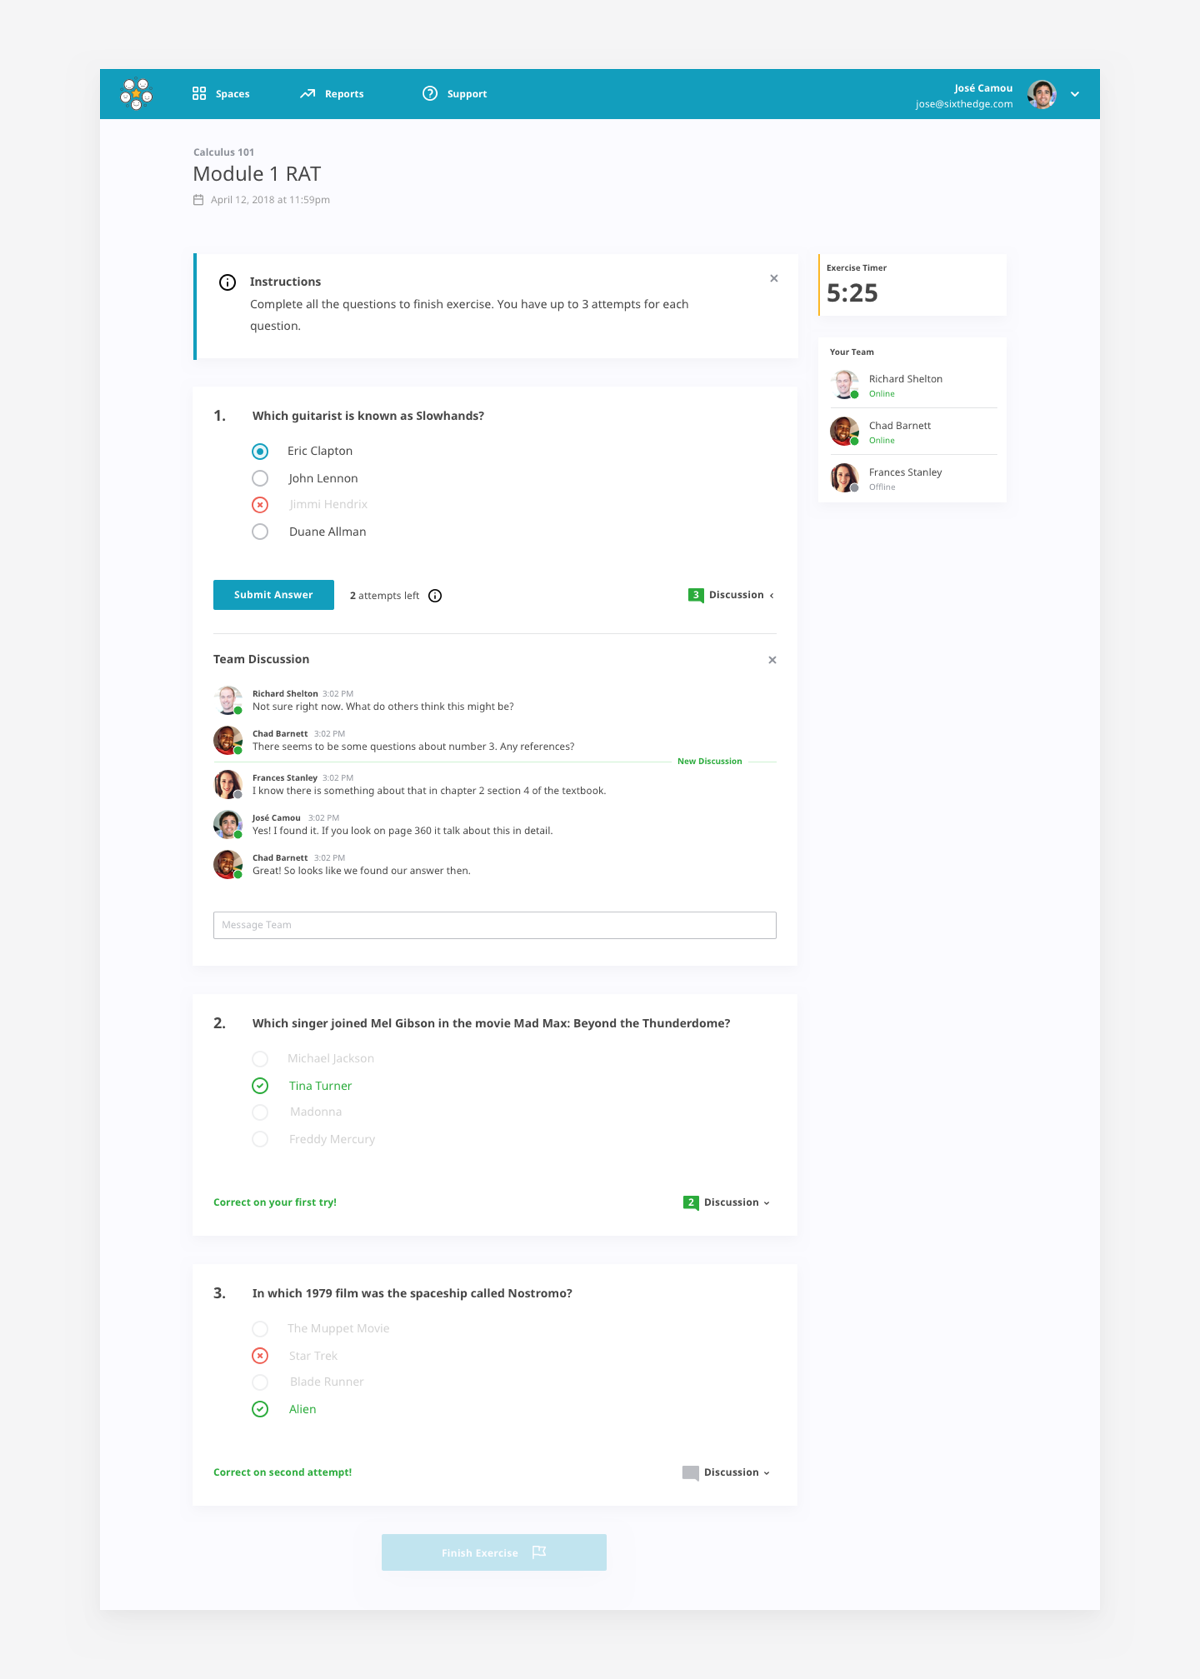 Spaces
Reports
Support
José Camou
jose@sixthedge.com
Calculus 101
Module 1 RAT
April 12, 2018 at 11:59pm
Instructions
Complete all the questions to finish exercise. You have up to 3 attempts for each
question.
Exercise Timer
5:25
Your Team
Richard Shelton
Online
Chad Barnett
Online
Frances Stanley
Offline
1. Which guitarist is known as Slowhands?
Eric Clapton
John Lennon
Jimmi Hendrix
Duane Allman
Submit Answer
2 attempts left
3 Discussion
Team Discussion
Richard Shelton 3:02 PM
Not sure right now. What do others think this might be?
Chad Barnett 3:02 PM
There seems to be some questions about number 3. Any references?
New Discussion
Frances Stanley 3:02 PM
I know there is something about that in chapter 2 section 4 of the textbook.
José Camou 3:02 PM
Yes! I found it. If you look on page 360 it talk about this in detail.
Chad Barnett 3:02 PM
Great! So looks like we found our answer then.
Message Team
2. Which singer joined Mel Gibson in the movie Mad Max: Beyond the Thunderdome?
Michael Jackson
Tina Turner
Madonna
Freddy Mercury
Correct on your first try!
2 Discussion
3. In which 1979 film was the spaceship called Nostromo?
The Muppet Movie
Star Trek
Blade Runner
Alien
Correct on second attempt!
Discussion
Finish Exercise